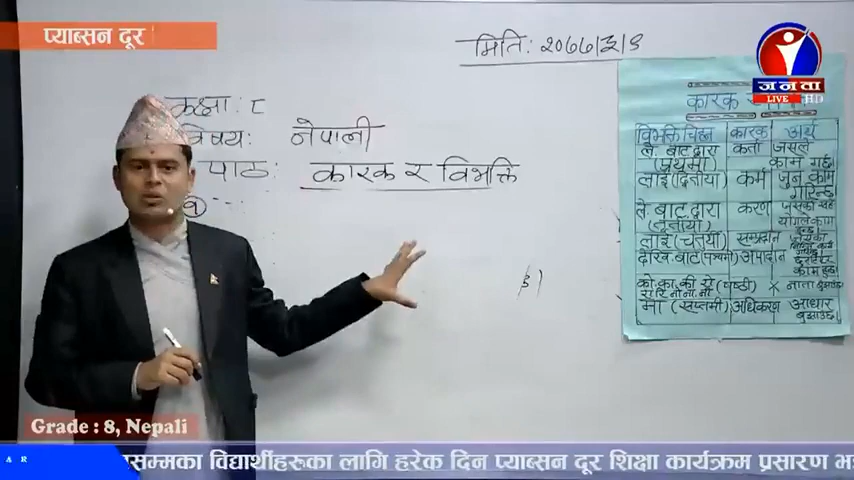 प्याब्सन दूर
मिति: २०७७।३।९
जनता
LIVE HD
कक्षा: ८
विषय: नेपाली
पाठ: कारक र विभक्ति
१
कारक र
विभक्ति चिह्न कारक अर्थ
ले. बाट द्वारा (प्रथमा) कर्ता जसले काम गर्छ
लाई (द्वितीया) कर्म जुन काम गरिन्छ
ले. बाट द्वारा (तृतीया) करण
लाई (चतुर्थी) सम्प्रदान
देखि बाट (पञ्चमी) अपादान
को. का. की रो रा री नो ना नी (षष्ठी) × नाता
मा (सप्तमी) अधिकरण आधार बुझाउँछ
Grade : 8, Nepali
सम्मका विद्यार्थीहरुका लागि हरेक दिन प्याब्सन दूर शिक्षा कार्यक्रम प्रसारण भ